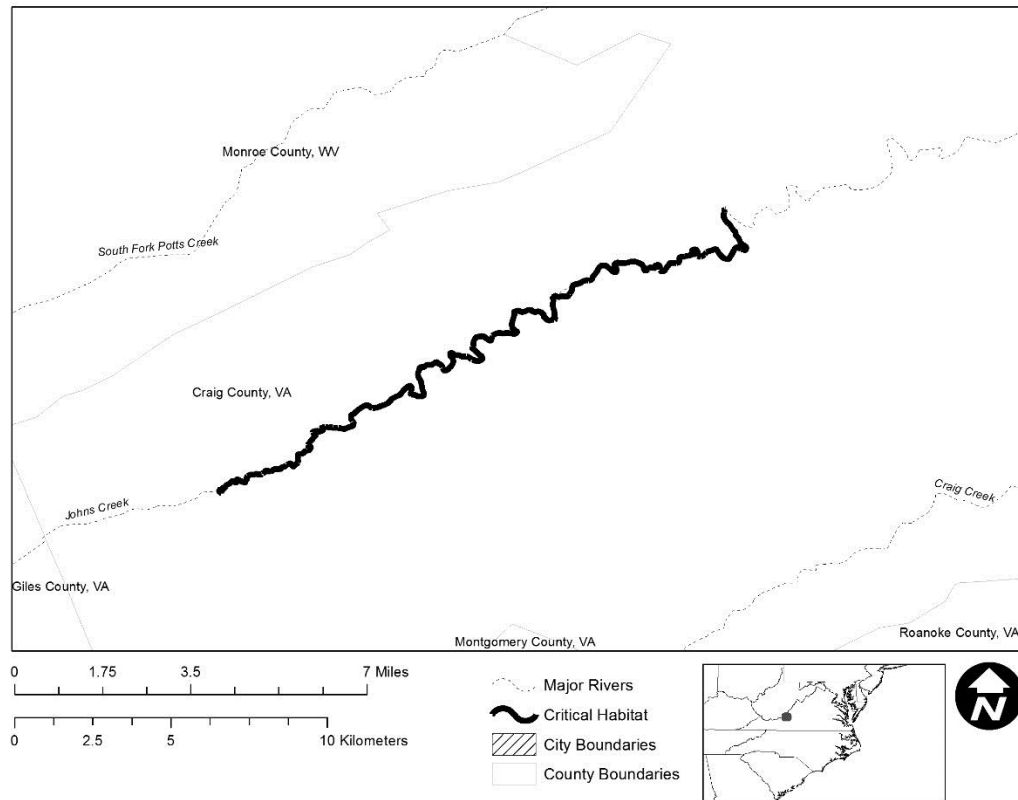 Monroe County, WV
South Fork Potts Creek
Craig County, VA
Craig Creek
Johns Creek
Giles County, VA
Montgomery County, VA
Roanoke County, VA
0 1.75 3.5 7 Miles
0 2.5 5 10 Kilometers
Major Rivers
Critical Habitat
City Boundaries
County Boundaries
N